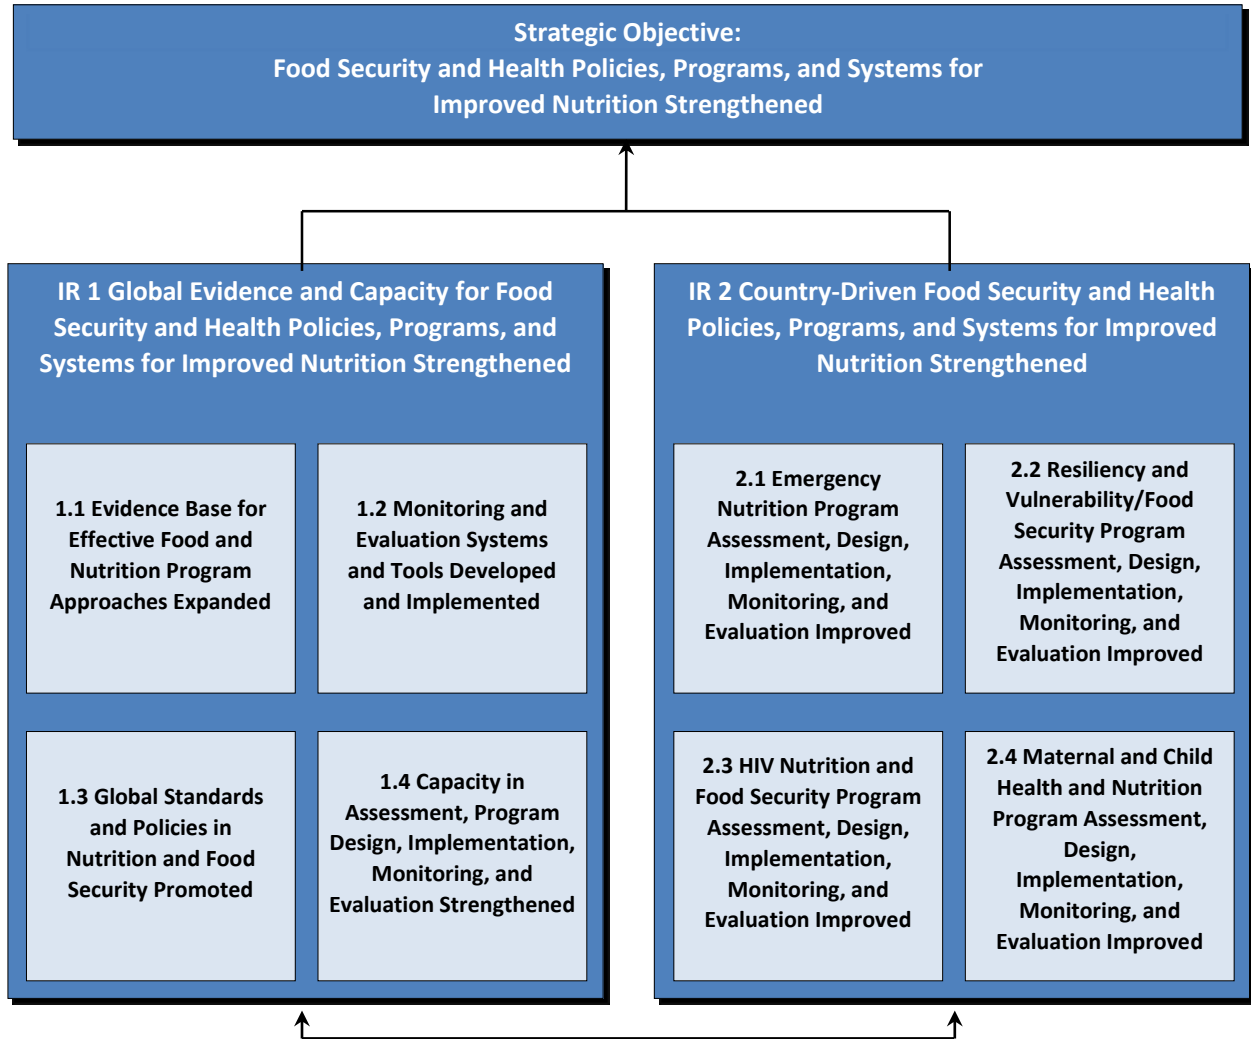 Strategic Objective:
Food Security and Health Policies, Programs, and Systems for
Improved Nutrition Strengthened
IR 1 Global Evidence and Capacity for Food
Security and Health Policies, Programs, and
Systems for Improved Nutrition Strengthened
1.1 Evidence Base for
Effective Food and
Nutrition Program
Approaches Expanded
1.2 Monitoring and
Evaluation Systems
and Tools Developed
and Implemented
1.3 Global Standards
and Policies in
Nutrition and Food
Security Promoted
1.4 Capacity in
Assessment, Program
Design, Implementation,
Monitoring, and
Evaluation Strengthened
IR 2 Country-Driven Food Security and Health
Policies, Programs, and Systems for Improved
Nutrition Strengthened
2.1 Emergency
Nutrition Program
Assessment, Design,
Implementation,
Monitoring, and
Evaluation Improved
2.2 Resiliency and
Vulnerability/Food
Security Program
Assessment, Design,
Implementation,
Monitoring, and
Evaluation Improved
2.3 HIV Nutrition and
Food Security Program
Assessment, Design,
Implementation,
Monitoring, and
Evaluation Improved
2.4 Maternal and Child
Health and Nutrition
Program Assessment,
Design,
Implementation,
Monitoring, and
Evaluation Improved